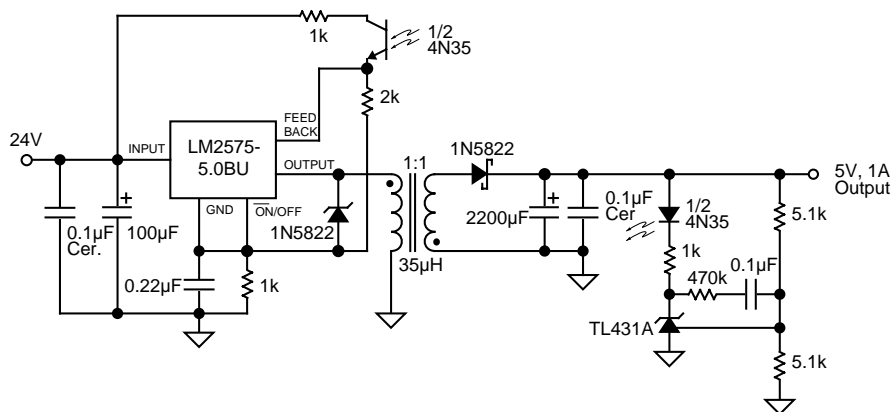 1k
1/2
4N35
2k
24V
INPUT
LM2575-
5.0BU
FEED
BACK
OUTPUT
GND
ON/OFF
1N5822
0.1µF
Cer.
100µF
0.22µF
1k
1:1
35µH
1N5822
2200µF
0.1µF
Cer
1/2
4N35
1k
470k
0.1µF
TL431A
5V, 1A
Output
5.1k
5.1k